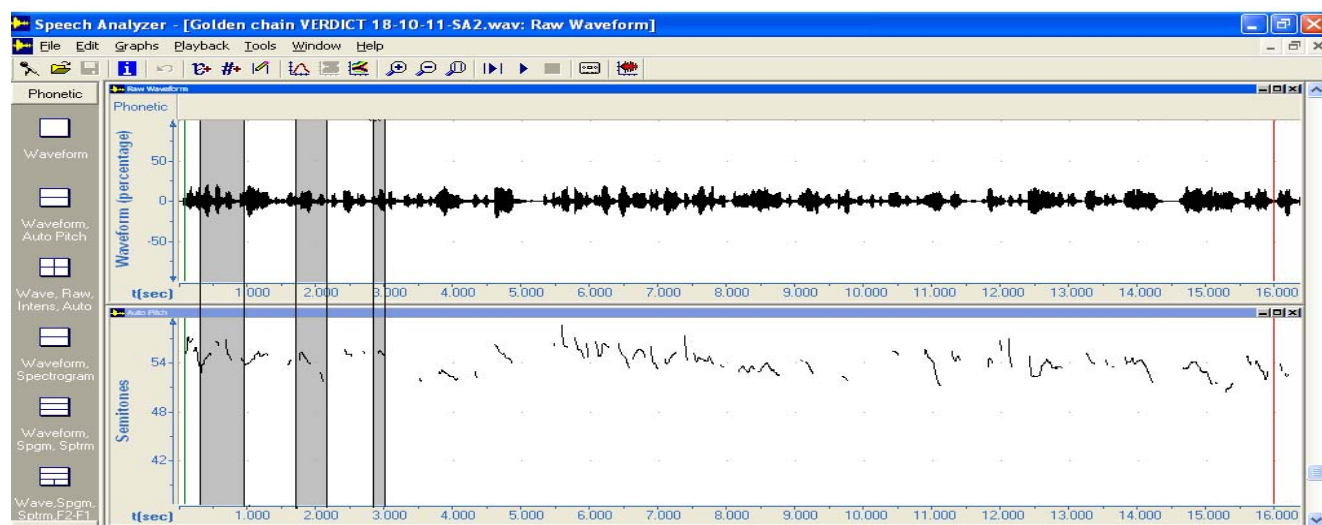 Speech Analyzer - [Golden chain VERDICT 18-10-11-SA2.wav: Raw Waveform]
File Edit Graphs Playback Tools Window Help
Phonetic
Waveform
Waveform, Auto Pitch
Wave, Raw, Intens, Auto
Waveform, Spectrogram
Waveform, Spgm, Sptrm
Wave,Spgm, Sptrm,F2-F1
Raw Waveform
Phonetic
Waveform (percentage)
50
0
-50
t(sec) 1.000 2.000 3.000 4.000 5.000 6.000 7.000 8.000 9.000 10.000 11.000 12.000 13.000 14.000 15.000 16.000
Auto Pitch
Semitones
54
48
42
t(sec) 1.000 2.000 3.000 4.000 5.000 6.000 7.000 8.000 9.000 10.000 11.000 12.000 13.000 14.000 15.000 16.000